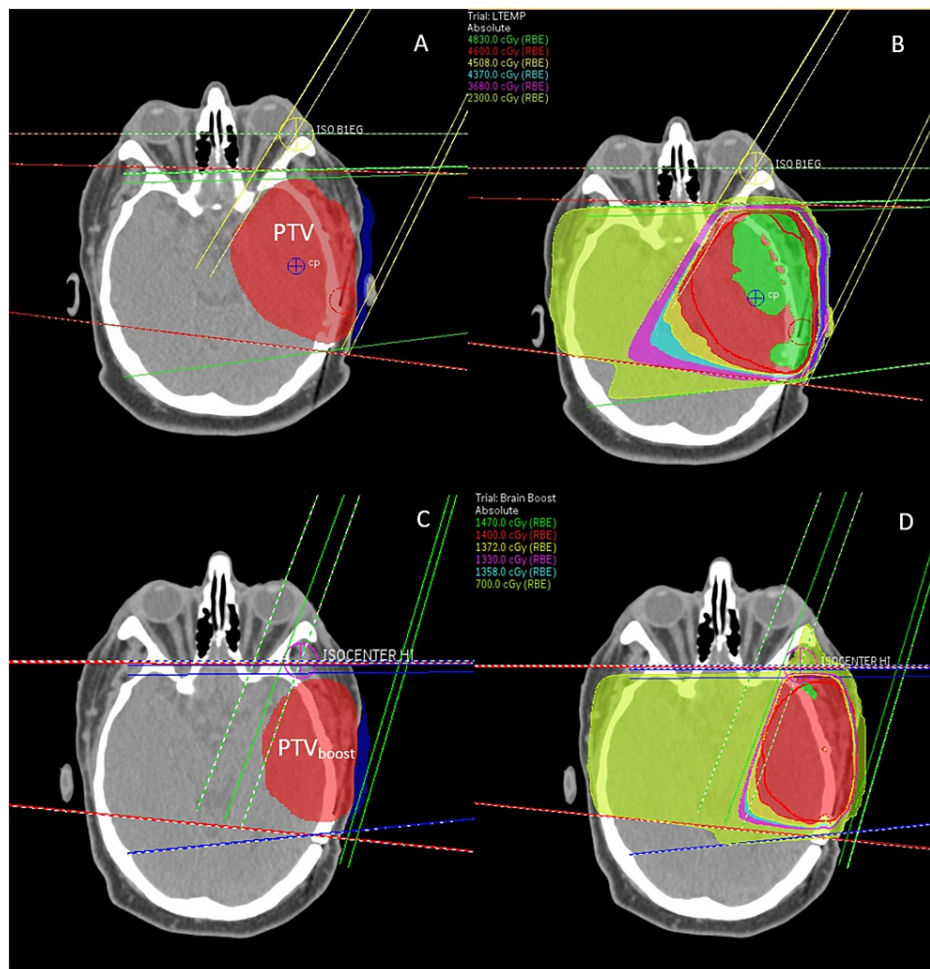 A
ISO B1EG
PTV
cp
Trial: LTEMP
Absolute
4830.0 cGy (RBE)
4600.0 cGy (RBE)
4508.0 cGy (RBE)
4370.0 cGy (RBE)
3680.0 cGy (RBE)
2300.0 cGy (RBE)
B
ISO B1EG
cp
C
ISOCENTER HI
PTVboost
Trial: Brain Boost
Absolute
1470.0 cGy (RBE)
1400.0 cGy (RBE)
1372.0 cGy (RBE)
1330.0 cGy (RBE)
1358.0 cGy (RBE)
700.0 cGy (RBE)
D
ISOCENTER HI